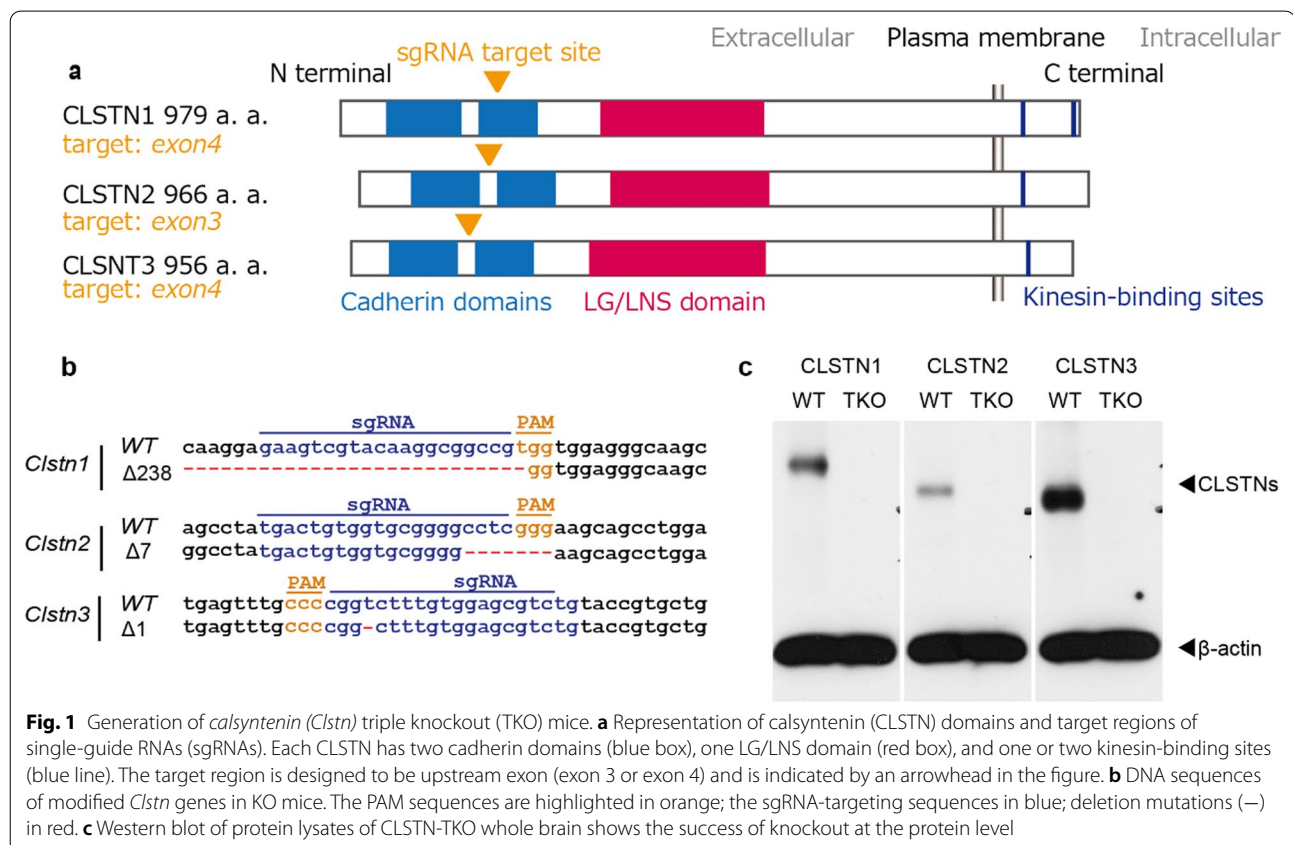 Extracellular Plasma membrane Intracellular
a
sgRNA target site
N terminal
C terminal
CLSTN1 979 a. a.
target: exon4
CLSTN2 966 a. a.
target: exon3
CLSNT3 956 a. a.
target: exon4
Cadherin domains LG/LNS domain Kinesin-binding sites
b
sgRNA PAM
Clstn1
WT caaggagaagtcgtacaaggcggccgtggtggagggcaagc
Δ238 ---------------------------ggtggagggcaagc
sgRNA PAM
Clstn2
WT agcctatgactgtggtgcggggcctcgggaagcagcctgga
Δ7 ggcctatgactgtggtgcgggg-------aagcagcctgga
PAM sgRNA
Clstn3
WT tgagtttgccccggtctttgtggagcgtctgtaccgtgctg
Δ1 tgagtttgccccgg-ctttgtggagcgtctgtaccgtgctg
c
CLSTN1 CLSTN2 CLSTN3
WT TKO WT TKO WT TKO
◀CLSTNs
◀β-actin
Fig. 1 Generation of calsyntenin (Clstn) triple knockout (TKO) mice. a Representation of calsyntenin (CLSTN) domains and target regions of
single-guide RNAs (sgRNAs). Each CLSTN has two cadherin domains (blue box), one LG/LNS domain (red box), and one or two kinesin-binding sites
(blue line). The target region is designed to be upstream exon (exon 3 or exon 4) and is indicated by an arrowhead in the figure. b DNA sequences
of modified Clstn genes in KO mice. The PAM sequences are highlighted in orange; the sgRNA-targeting sequences in blue; deletion mutations (—)
in red. c Western blot of protein lysates of CLSTN-TKO whole brain shows the success of knockout at the protein level